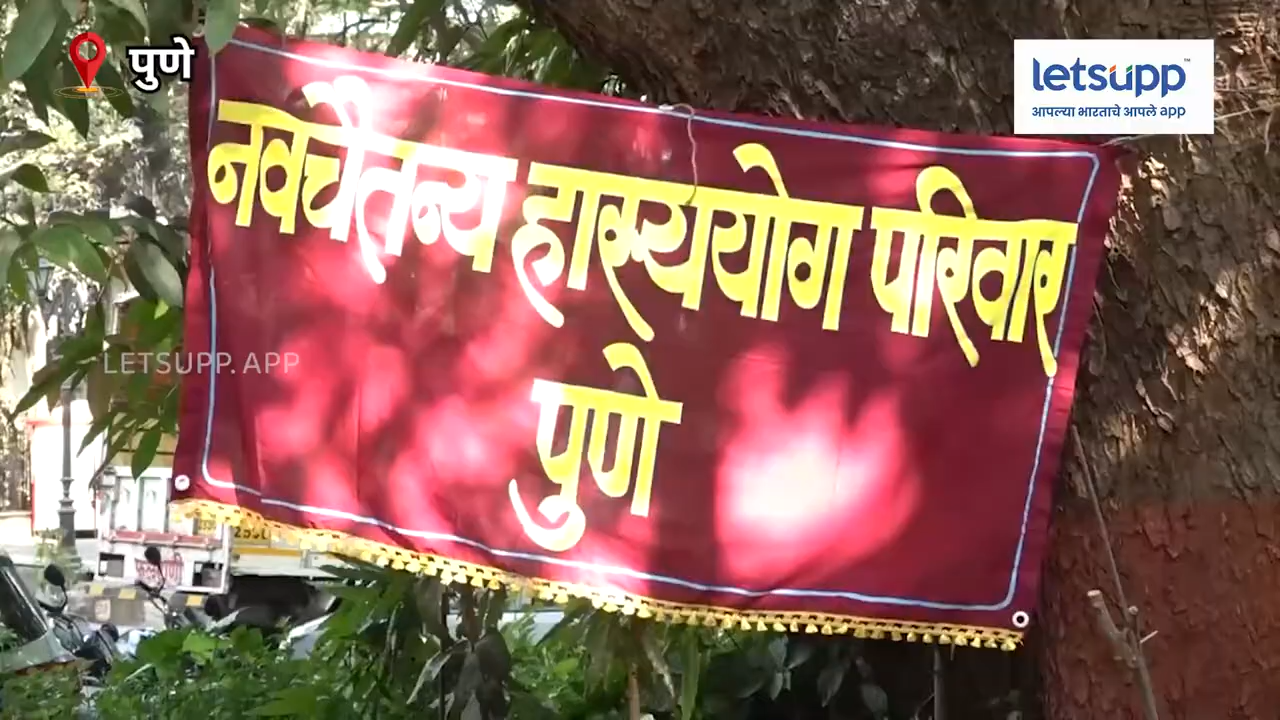 पुणे
letsupp
आपल्या भारताचे आपले app
नवचैतन्य हास्ययोग परिवार
पुणे
LETSUPP. APP